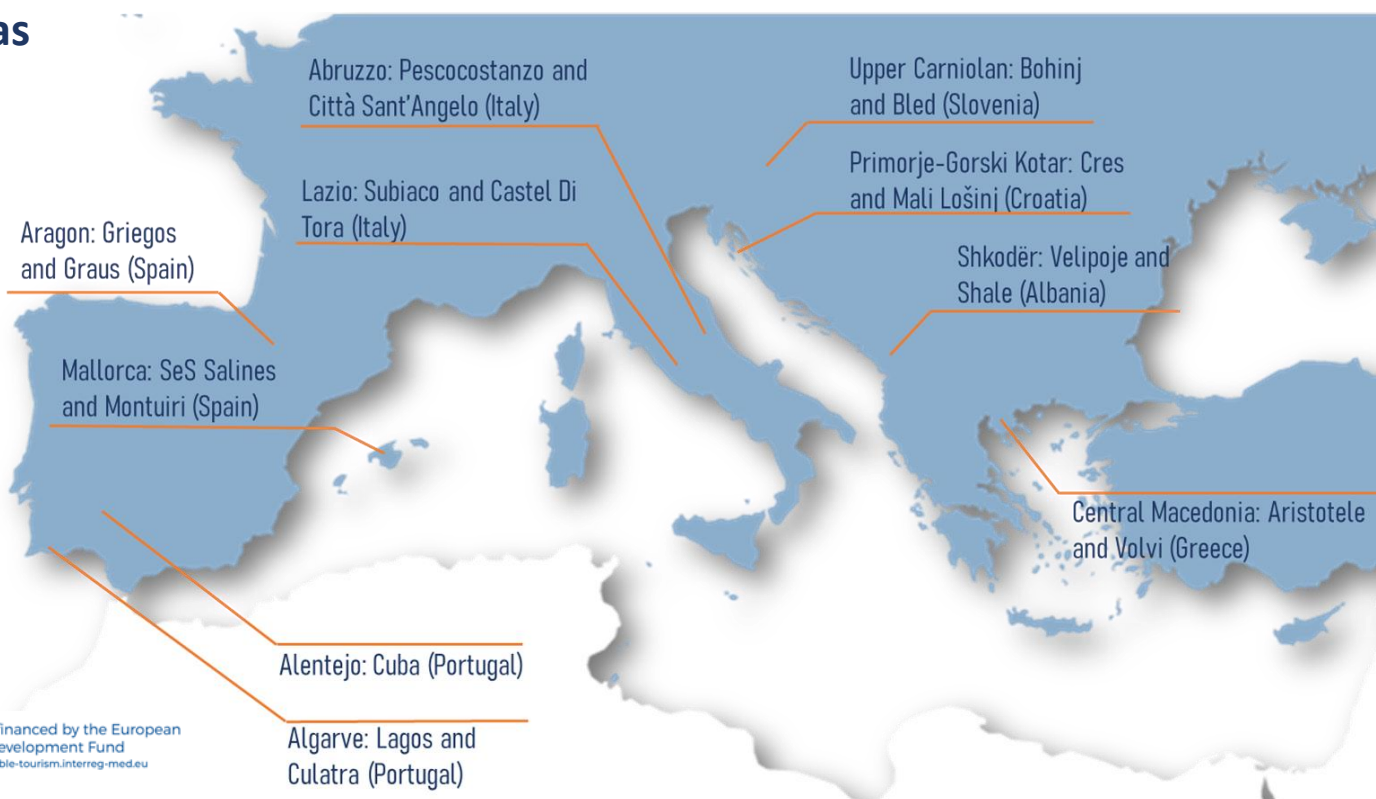 as
Abruzzo: Pescocostanzo and
Città Sant'Angelo (Italy)
Upper Carniolan: Bohinj
and Bled (Slovenia)
Lazio: Subiaco and Castel Di
Tora (Italy)
Primorje-Gorski Kotar: Cres
and Mali Lošinj (Croatia)
Aragon: Griegos
and Graus (Spain)
Shkodër: Velipoje and
Shale (Albania)
Mallorca: SeS Salines
and Montuiri (Spain)
Central Macedonia: Aristotele
and Volvi (Greece)
Alentejo: Cuba (Portugal)
Algarve: Lagos and
Culatra (Portugal)
financed by the European
evelopment Fund
ble-tourism.interreg-med.eu